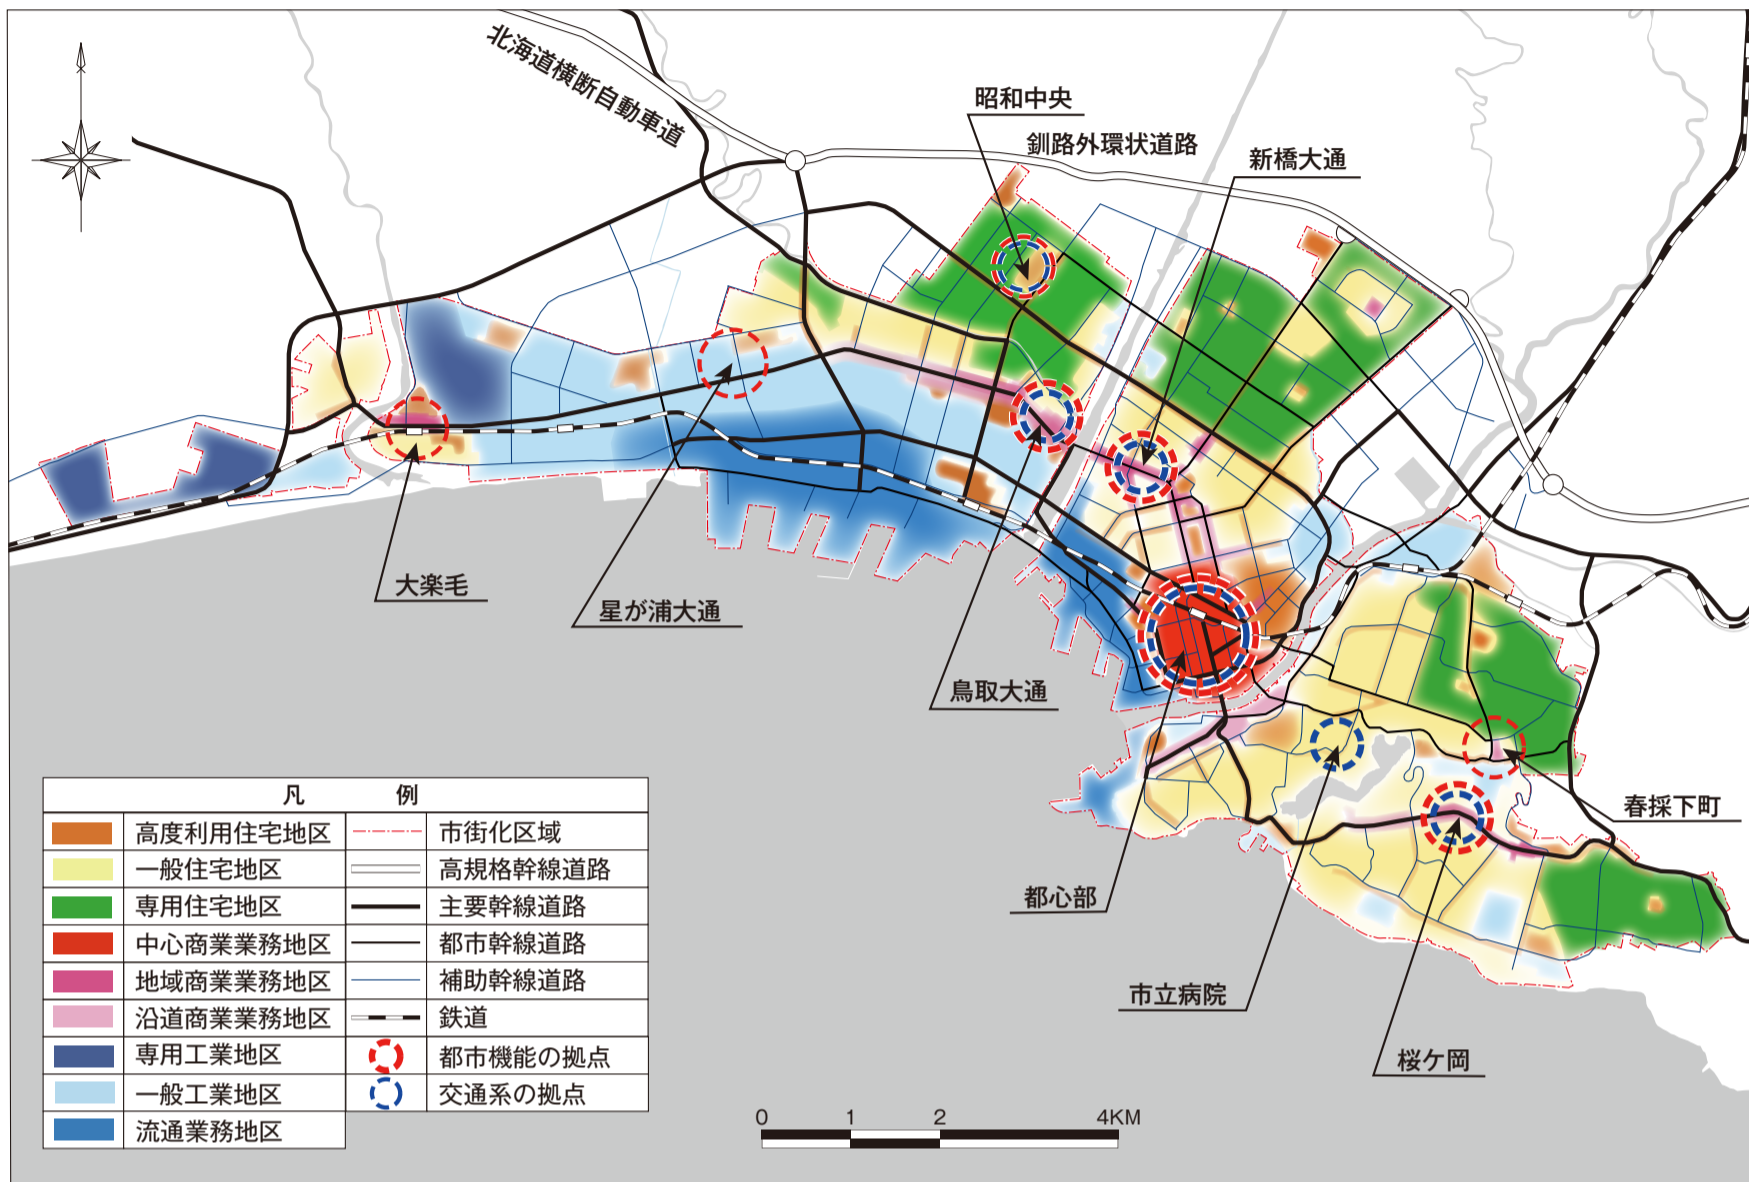 北海道横断自動車道
昭和中央
釧路外環状道路
新橋大通
大楽毛
星が浦大通
鳥取大通
春採下町
都心部
市立病院
桜ケ岡
凡 例
高度利用住宅地区 市街化区域
一般住宅地区 高規格幹線道路
専用住宅地区 主要幹線道路
中心商業業務地区 都市幹線道路
地域商業業務地区 補助幹線道路
沿道商業業務地区 鉄道
専用工業地区 都市機能の拠点
一般工業地区 交通系の拠点
流通業務地区
0 1 2 4KM